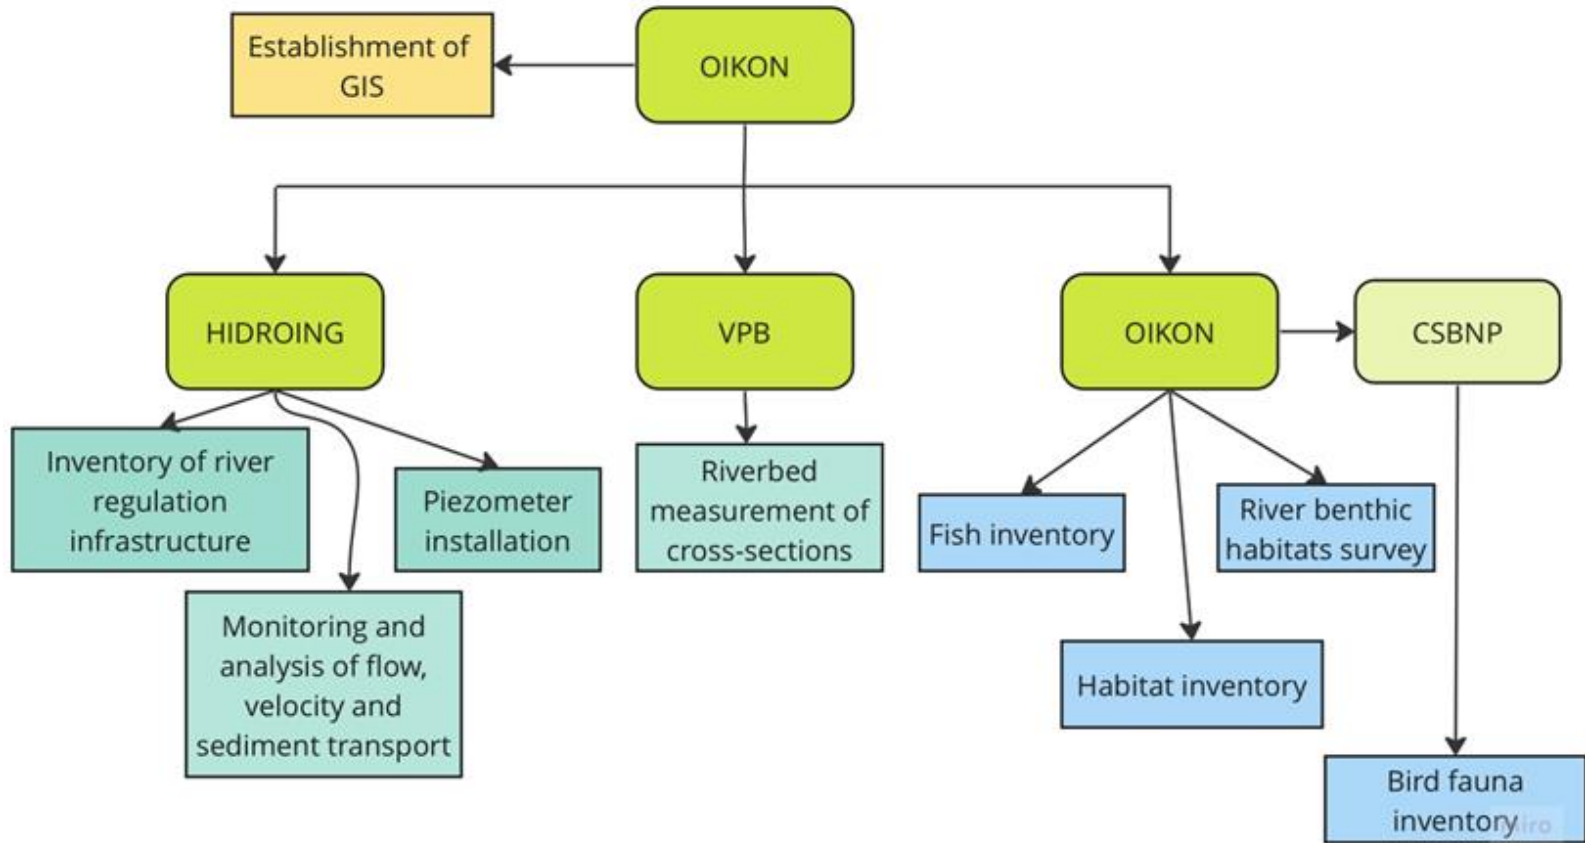 Establishment of
GIS
OIKON
HIDROING
VPB
OIKON
CSBNP
Inventory of river
regulation
infrastructure
Piezometer
installation
Monitoring and
analysis of flow,
velocity and
sediment transport
Riverbed
measurement of
cross-sections
Fish inventory
River benthic
habitats survey
Habitat inventory
Bird fauna
inventory
miro